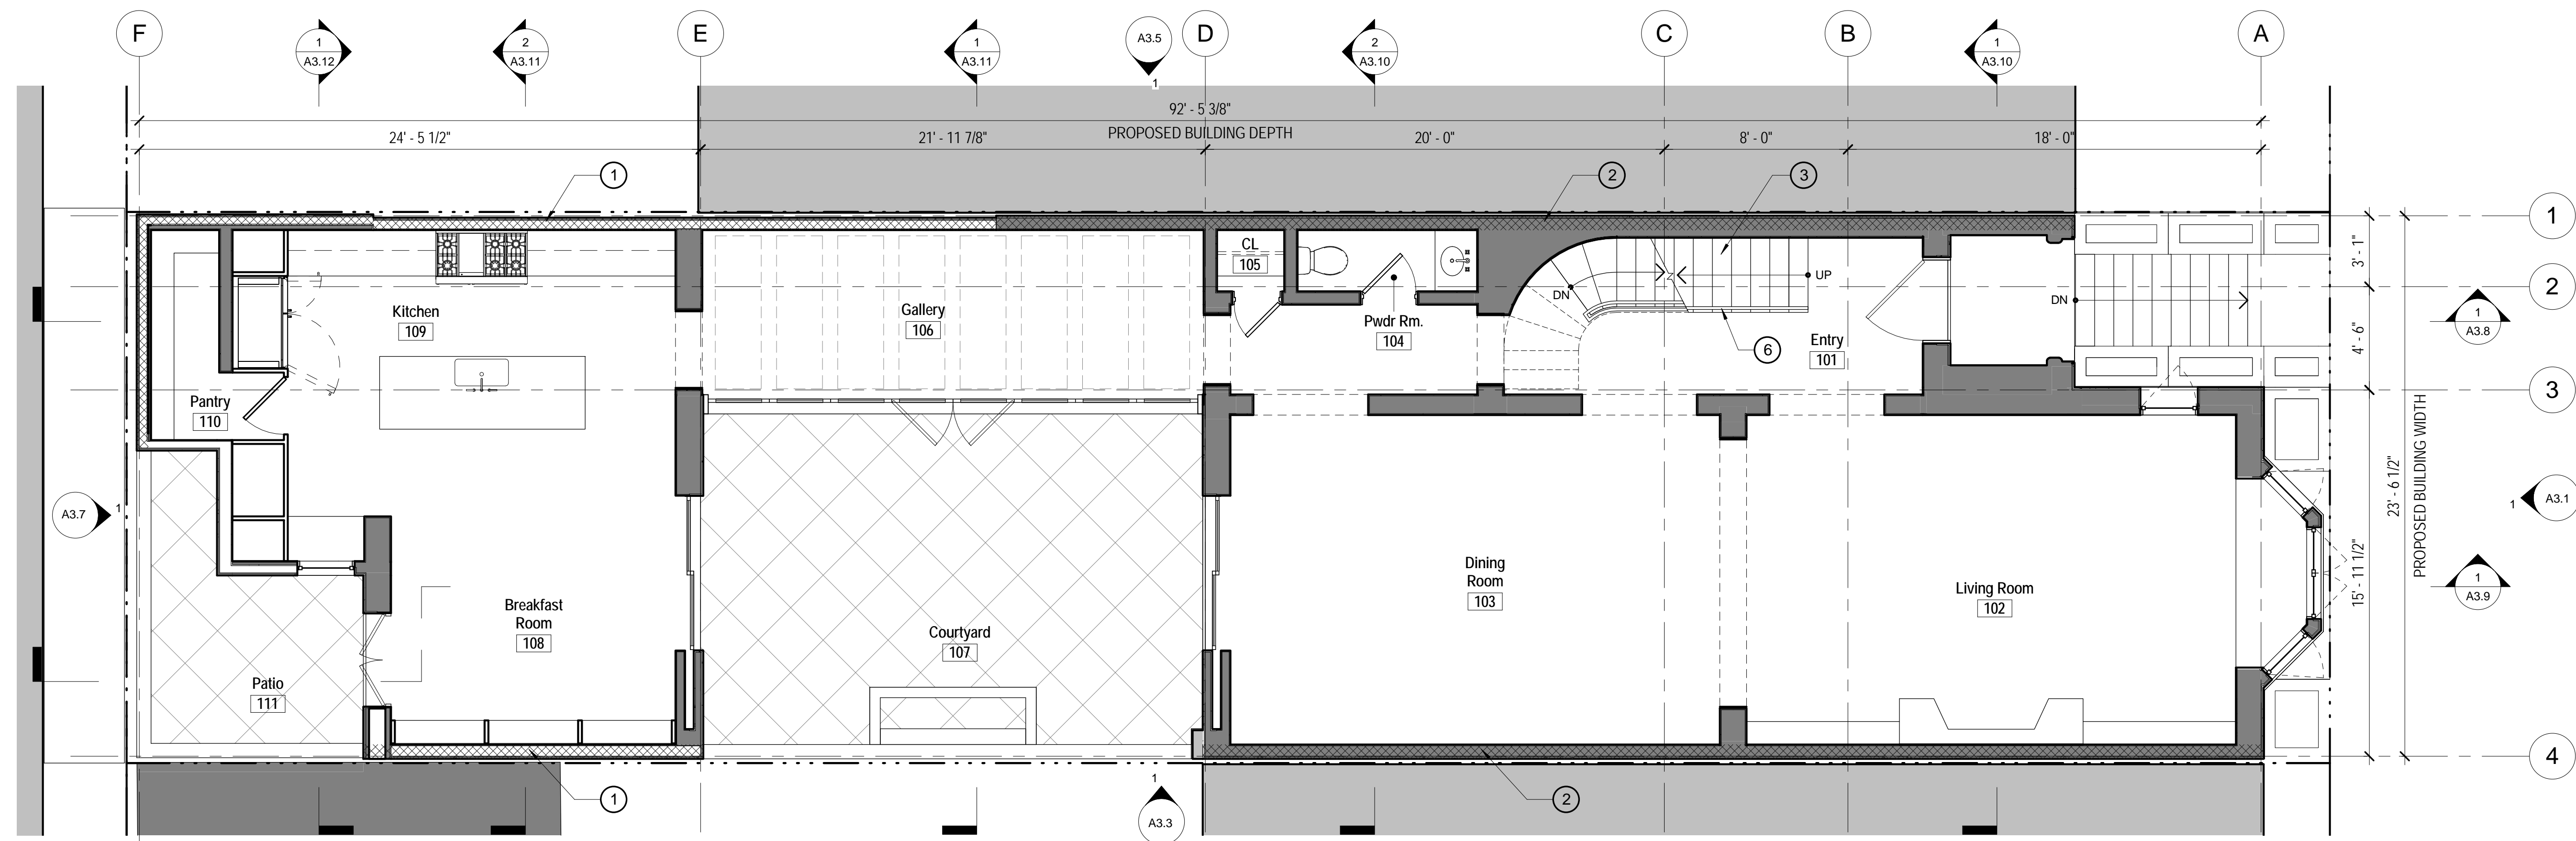 F
E
D
C
B
A
1
A3.12
2
A3.11
1
A3.11
A3.5
1
2
A3.10
1
A3.10
92' - 5 3/8"
PROPOSED BUILDING DEPTH
24' - 5 1/2"
21' - 11 7/8"
20' - 0"
8' - 0"
18' - 0"
1
2
3
1
2
3
4
3' - 1"
4' - 6"
15' - 11 1/2"
23' - 6 1/2"
PROPOSED BUILDING WIDTH
1
A3.8
1
A3.1
1
A3.9
CL
105
Kitchen
109
Gallery
106
Pwdr Rm.
104
DN
UP
6
Entry
101
DN
Pantry
110
A3.7
1
Dining
Room
103
Living Room
102
Breakfast
Room
108
Courtyard
107
Patio
111
1
1
A3.3
2